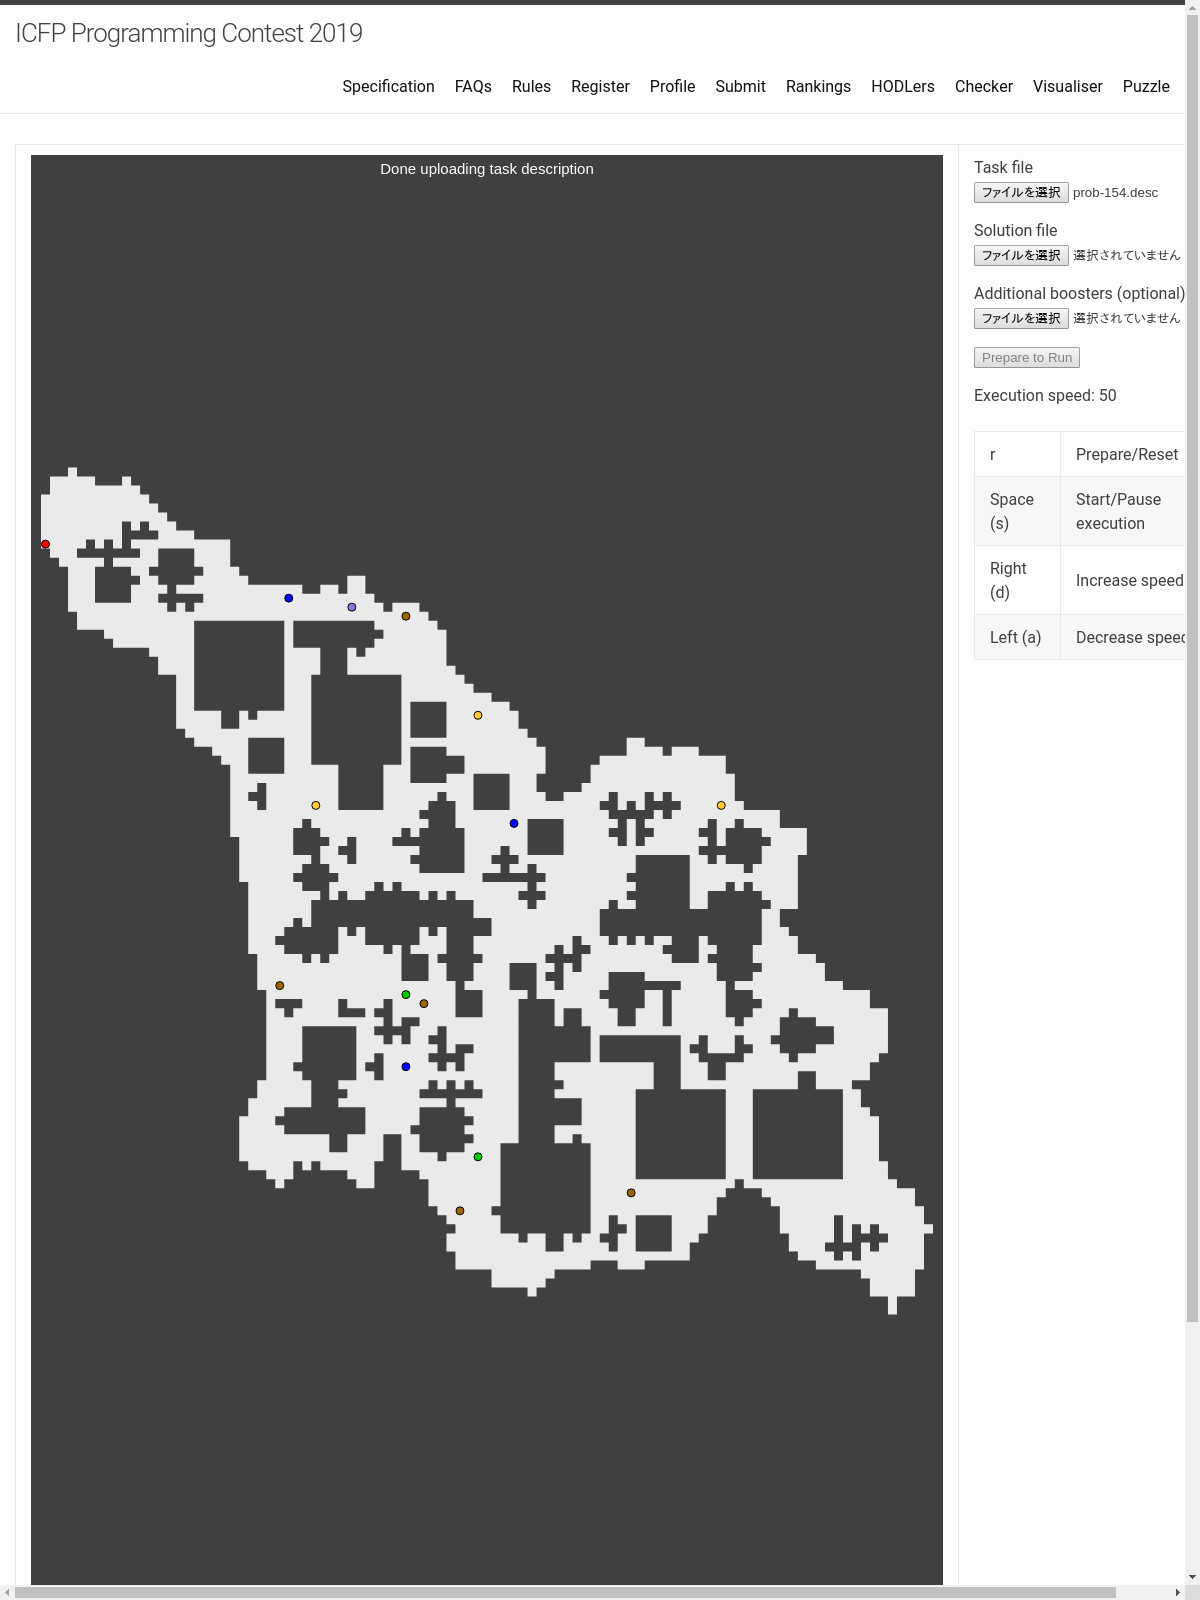 ICFP Programming Contest 2019
Specification FAQs Rules Register Profile Submit Rankings HODLers Checker Visualiser Puzzle
Done uploading task description
Task file
ファイルを選択 prob-154.desc
Solution file
ファイルを選択 選択されていません
Additional boosters (optional)
ファイルを選択 選択されていません
Prepare to Run
Execution speed: 50
r Prepare/Reset
Space (s) Start/Pause execution
Right (d) Increase speed
Left (a) Decrease speed